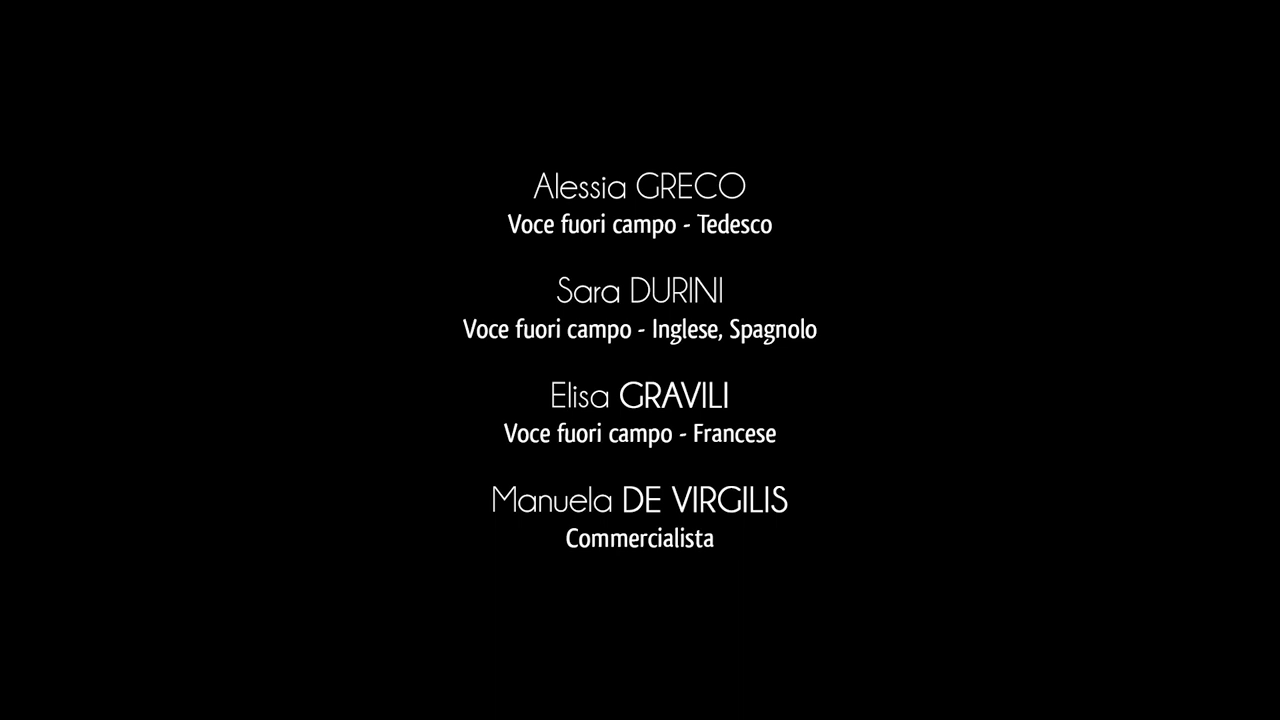 Alessia GRECO
Voce fuori campo - Tedesco
Sara DURINI
Voce fuori campo - Inglese, Spagnolo
Elisa GRAVILI
Voce fuori campo - Francese
Manuela DE VIRGILIS
Commercialista